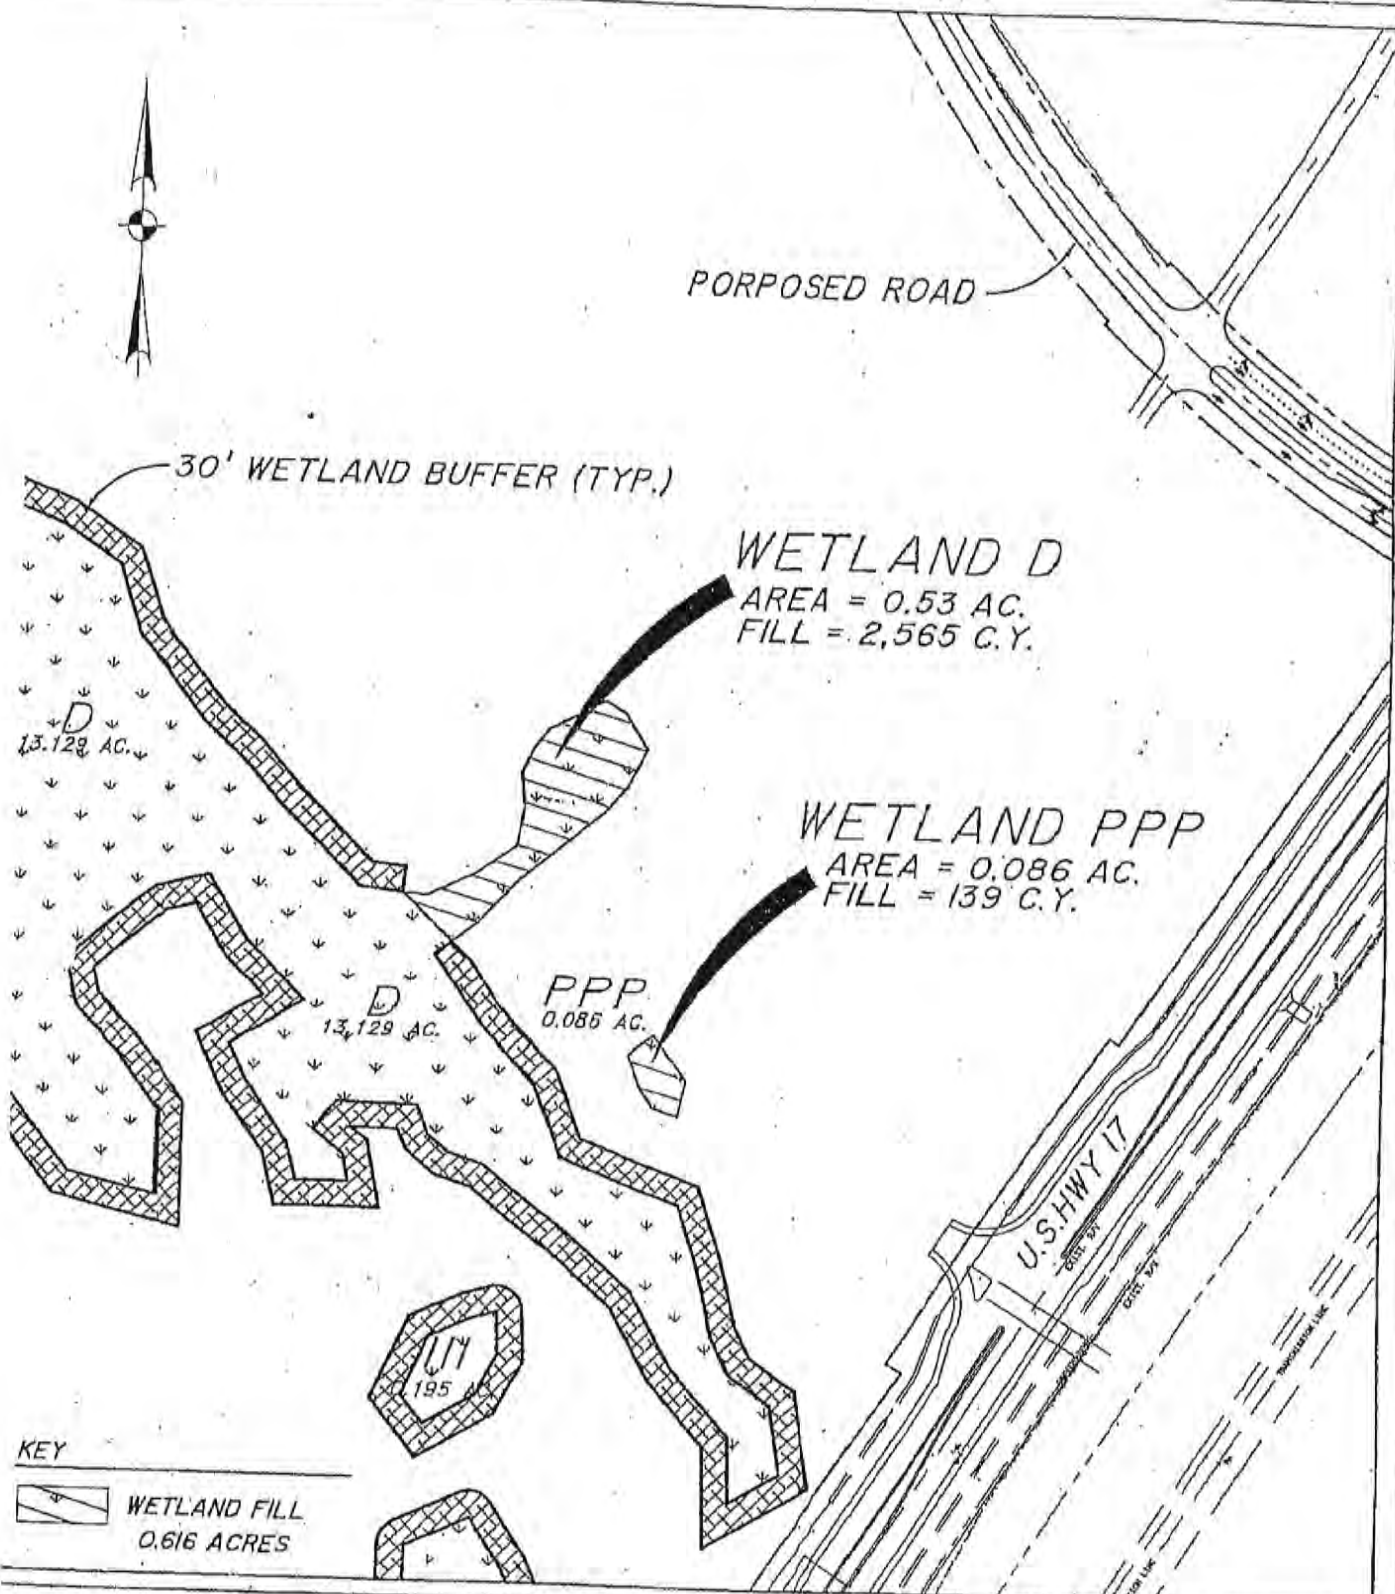 PORPOSED ROAD
30' WETLAND BUFFER (TYP.)
WETLAND D
AREA = 0.53 AC.
FILL = 2,565 C.Y.
D
13.129 AC.
WETLAND PPP
AREA = 0.086 AC.
FILL = 139 C.Y.
PPP
0.086 AC.
D
13.129 AC.
U.S.HWY 17
EXIST. R/W
EXIST. R/W
.195
KEY
WETLAND FILL
0.616 ACRES